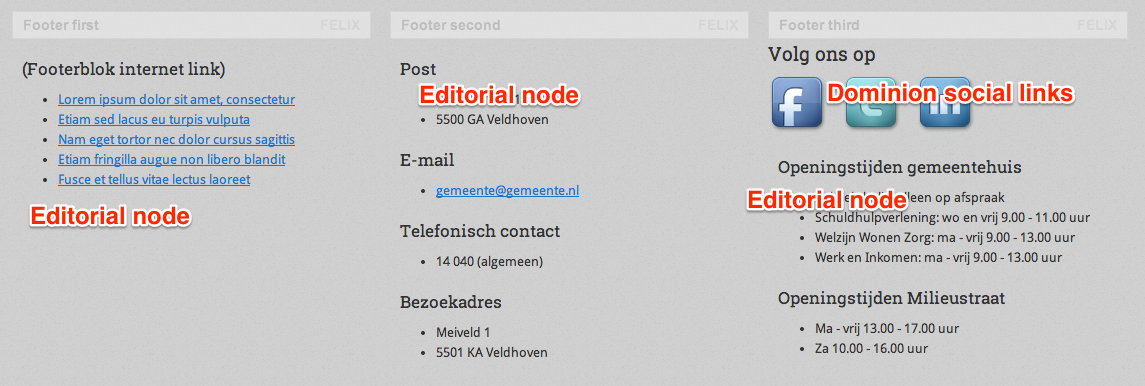 Footer first FELIX
(Footerblok internet link)
Lorem ipsum dolor sit amet, consectetur
Etiam sed lacus eu turpis vulputa
Nam eget tortor nec dolor cursus sagittis
Etiam fringilla augue non libero blandit
Fusce et tellus vitae lectus laoreet
Editorial node
Footer second FELIX
Post
Editorial node
5500 GA Veldhoven
E-mail
gemeente@gemeente.nl
Telefonisch contact
14 040 (algemeen)
Bezoekadres
Meiveld 1
5501 KA Veldhoven
Footer third FELIX
Volg ons op
f
Dominion social links
Openingstijden gemeentehuis
op afspraak
Editorial node
Schuldhulpverlening: wo en vrij 9.00 - 11.00 uur
Welzijn Wonen Zorg: ma - vrij 9.00 - 13.00 uur
Werk en Inkomen: ma - vrij 9.00 - 13.00 uur
Openingstijden Milieustraat
Ma - vrij 13.00 - 17.00 uur
Za 10.00 - 16.00 uur